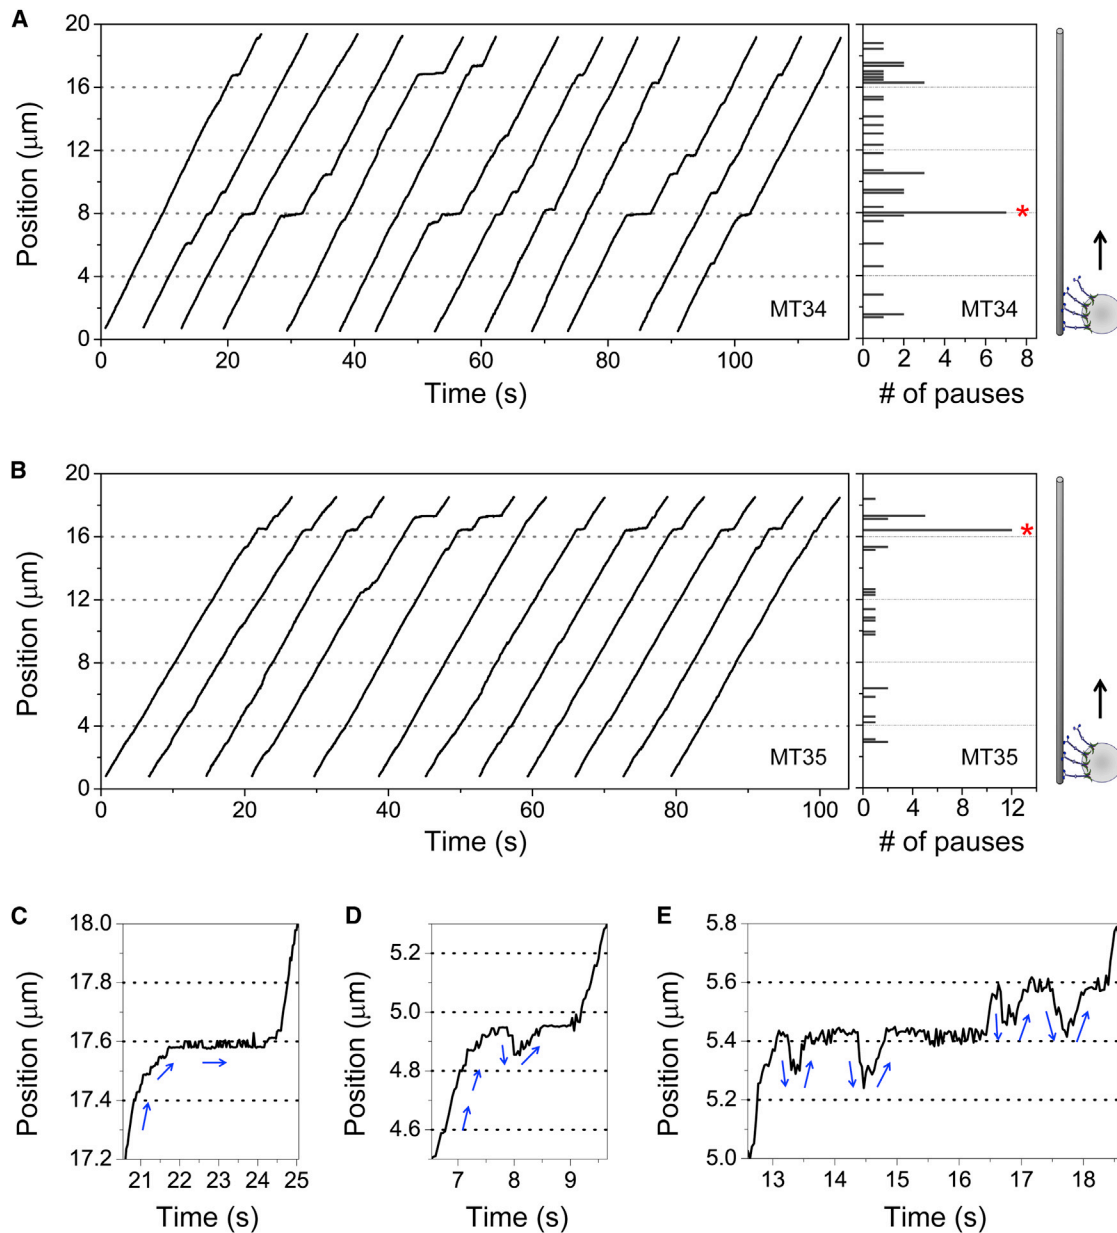 A
Position (μm)
20
16
12
8
4
0
MT34
0 20 40 60 80 100
Time (s)
*
MT34
0 2 4 6 8
# of pauses
B
Position (μm)
20
16
12
8
4
0
MT35
0 20 40 60 80 100
Time (s)
*
MT35
0 4 8 12
# of pauses
C
Position (μm)
18.0
17.8
17.6
17.4
17.2
21 22 23 24 25
Time (s)
D
Position (μm)
5.2
5.0
4.8
4.6
7 8 9
Time (s)
E
Position (μm)
5.8
5.6
5.4
5.2
5.0
13 14 15 16 17 18
Time (s)